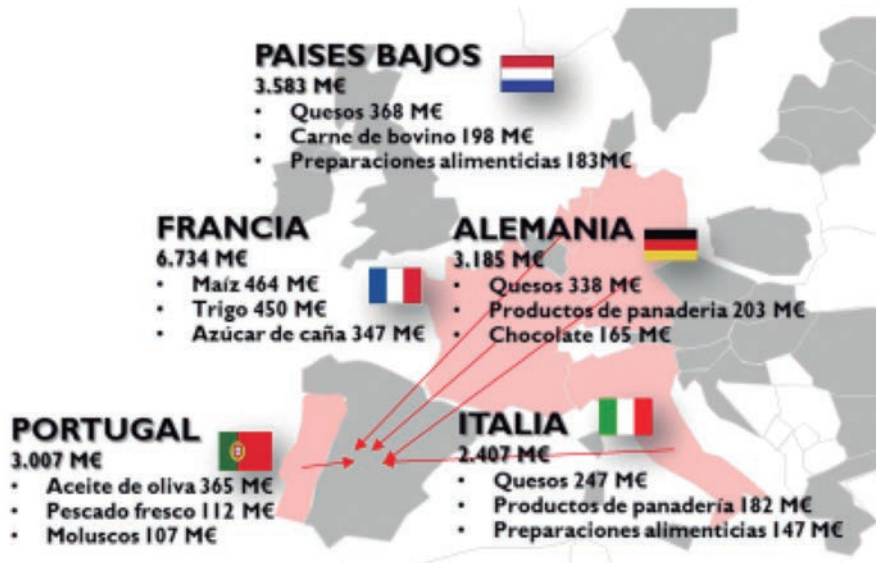 PAISES BAJOS
3.583 M€
• Quesos 368 M€
• Carne de bovino 198 M€
• Preparaciones alimenticias 183M€
FRANCIA
6.734 M€
• Maíz 464 M€
• Trigo 450 M€
• Azúcar de caña 347 M€
ALEMANIA
3.185 M€
• Quesos 338 M€
• Productos de panaderia 203 M€
• Chocolate 165 M€
PORTUGAL
3.007 M€
• Aceite de oliva 365 M€
• Pescado fresco 112 M€
• Moluscos 107 M€
ITALIA
2.407 M€
• Quesos 247 M€
• Productos de panadería 182 M€
• Preparaciones alimenticias 147 M€